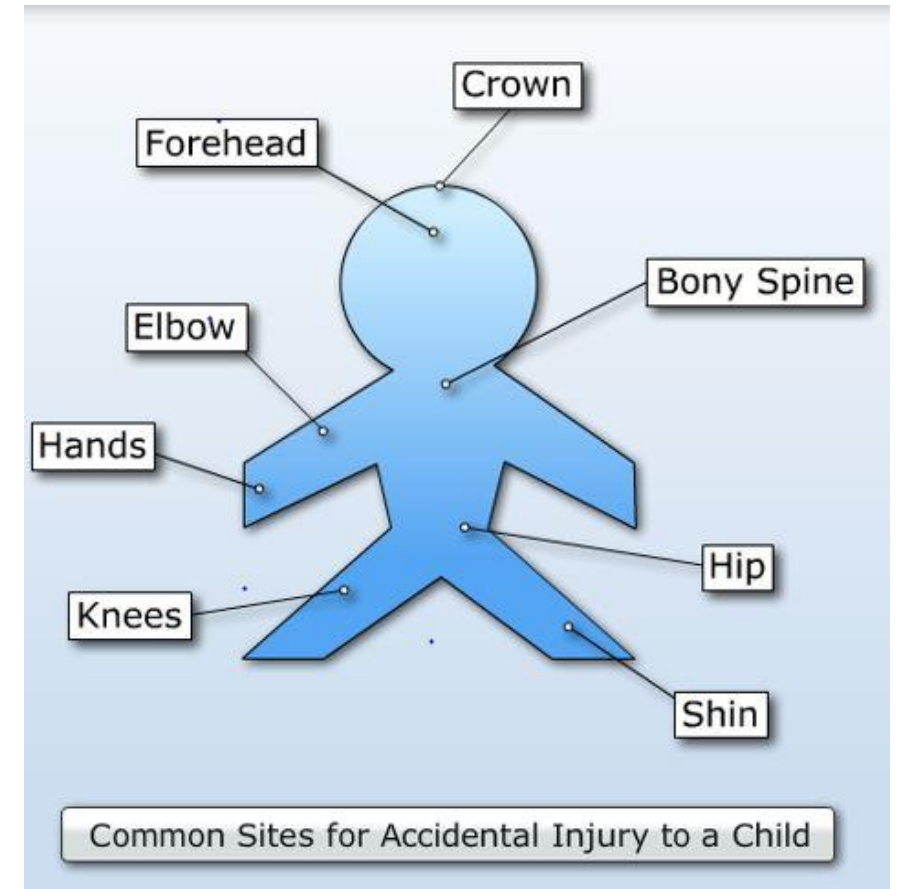 Crown
Forehead
Bony Spine
Elbow
Hands
Hip
Knees
Shin
Common Sites for Accidental Injury to a Child